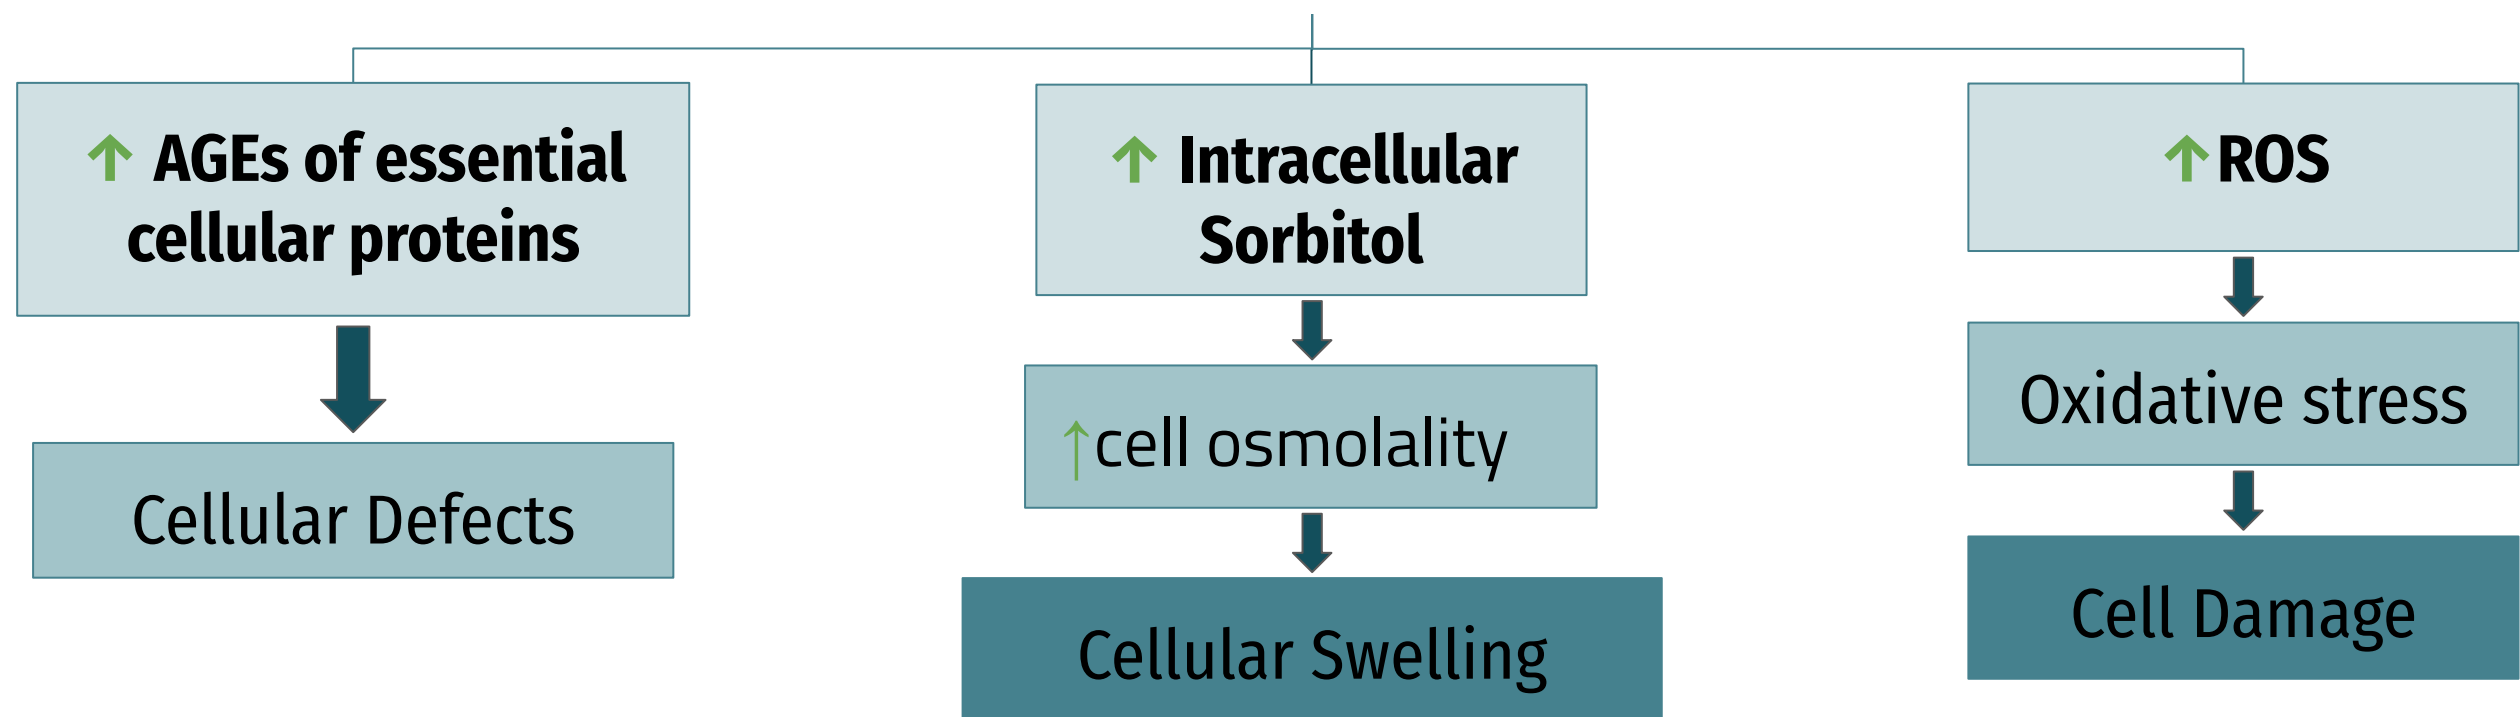 ↑ AGEs of essential
cellular proteins
Cellular Defects
↑ Intracellular
Sorbitol
↑cell osmolality
Cellular Swelling
↑ROS
Oxidative stress
Cell Damage